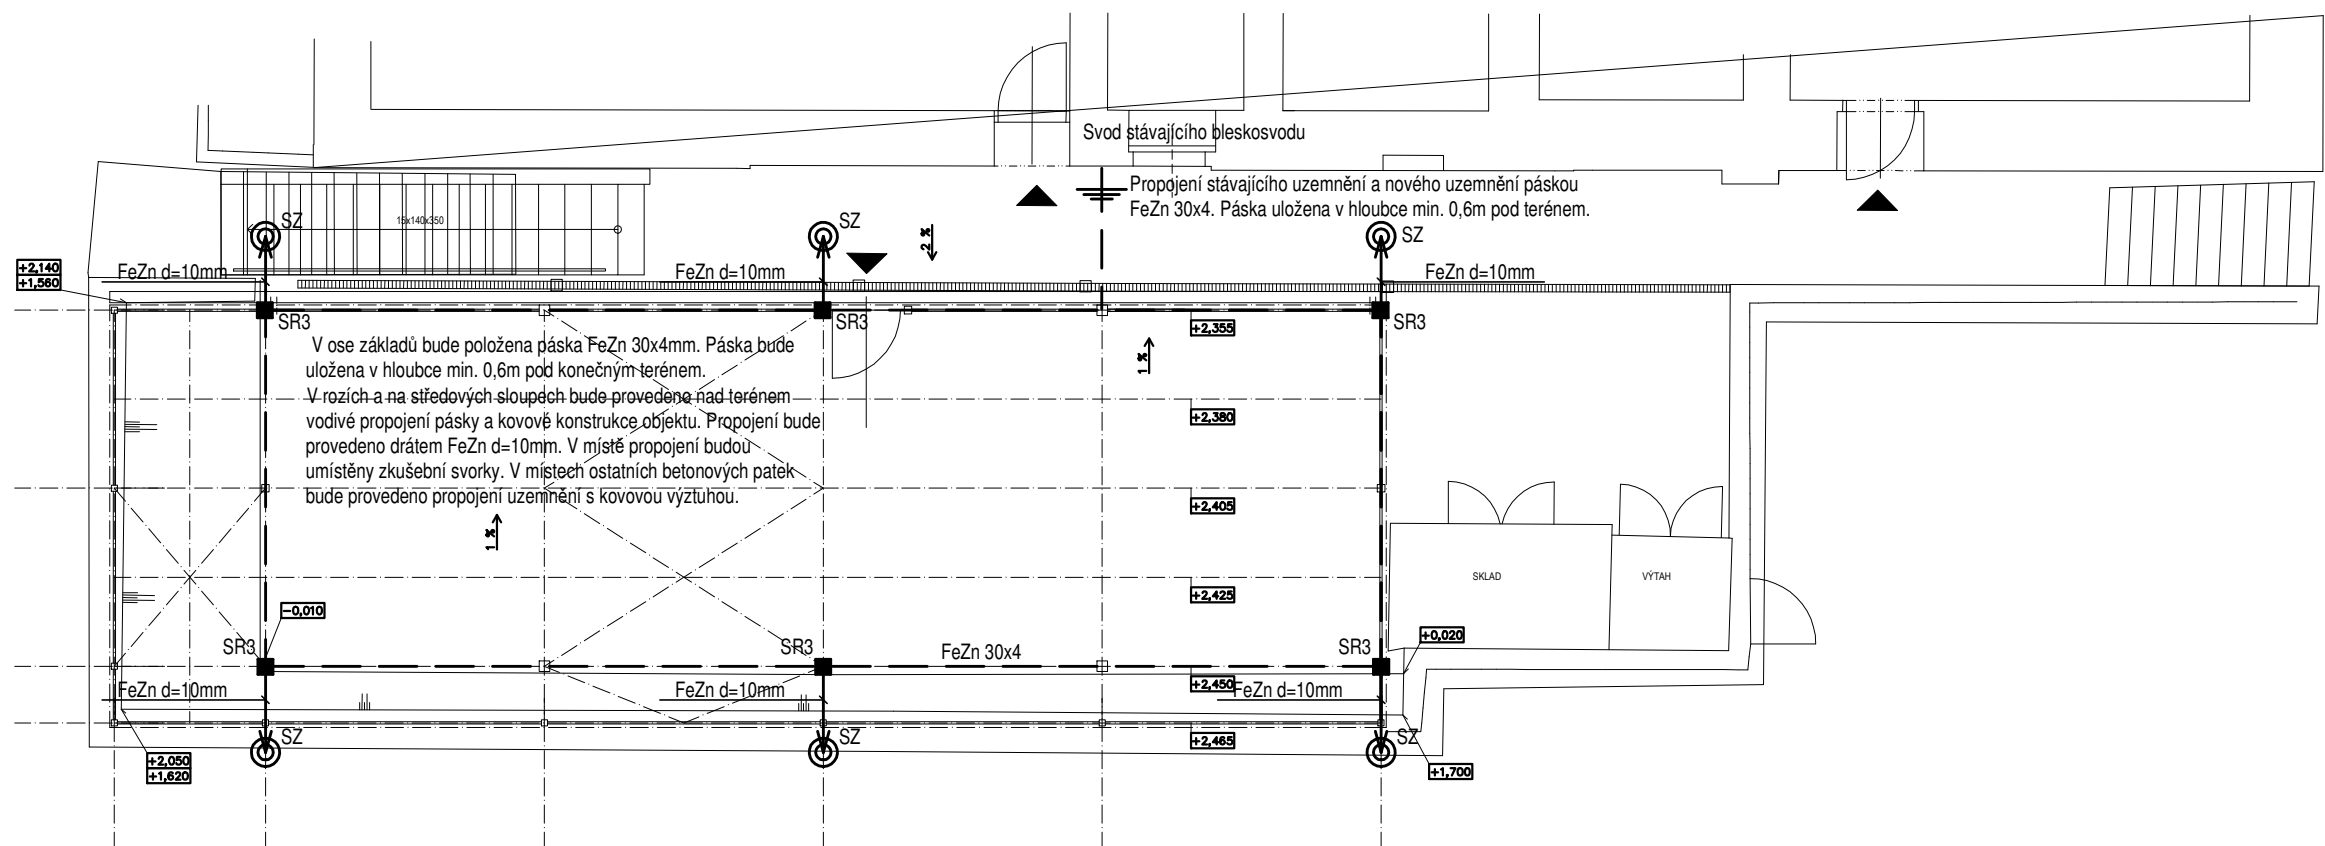 Svod stávajícího bleskosvodu
Propojení stávajícího uzemnění a nového uzemnění páskou
FeZn 30x4. Páska uložena v hloubce min. 0,6m pod terénem.
15x140x350
SZ
SZ
SZ
2 %
+2,140
+1,560
FeZn d=10mm
FeZn d=10mm
FeZn d=10mm
SR3
SR3
SR3
+2,355
V ose základů bude položena páska FeZn 30x4mm. Páska bude
uložena v hloubce min. 0,6m pod konečným terénem.
V rozích a na středových sloupech bude provedeno nad terénem
vodivé propojení pásky a kovové konstrukce objektu. Propojení bude
provedeno drátem FeZn d=10mm. V místě propojení budou
umístěny zkušební svorky. V místech ostatních betonových patek
bude provedeno propojení uzemnění s kovovou výztuhou.
1 %
+2,380
+2,405
1 %
SKLAD
VÝTAH
+2,425
-0,010
+0,020
SR3
SR3
FeZn 30x4
SR3
+2,450
FeZn d=10mm
FeZn d=10mm
FeZn d=10mm
SZ
SZ
+2,465
SZ
+2,050
+1,620
+1,700